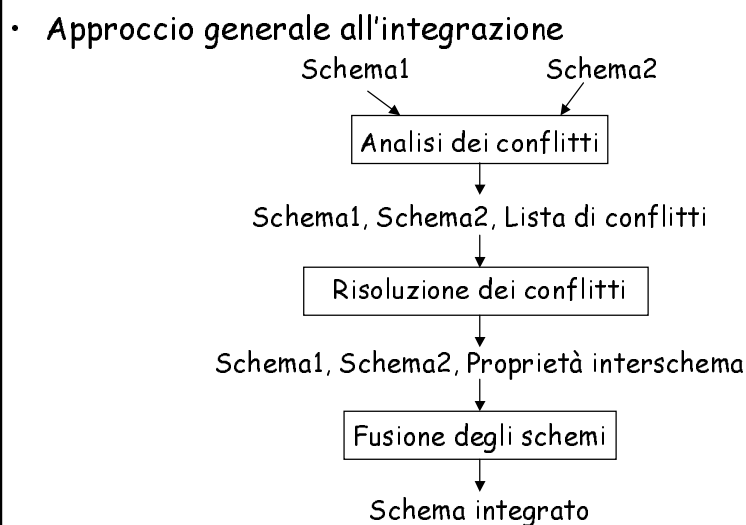 • Approccio generale all'integrazione
Schema1 Schema2
Analisi dei conflitti
Schema1, Schema2, Lista di conflitti
Risoluzione dei conflitti
Schema1, Schema2, Proprietà interschema
Fusione degli schemi
Schema integrato